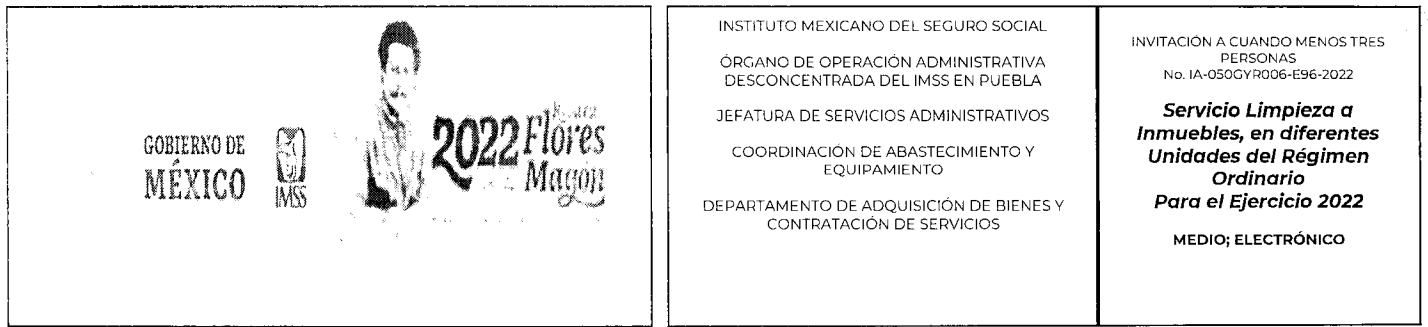 GOBIERNO DE
MÉXICO
IMSS
2022 Flores
Magón
INSTITUTO MEXICANO DEL SEGURO SOCIAL
ÓRGANO DE OPERACIÓN ADMINISTRATIVA
DESCONCENTRADA DEL IMSS EN PUEBLA
JEFATURA DE SERVICIOS ADMINISTRATIVOS
COORDINACIÓN DE ABASTECIMIENTO Y
EQUIPAMIENTO
DEPARTAMENTO DE ADQUISICIÓN DE BIENES Y
CONTRATACIÓN DE SERVICIOS
INVITACIÓN A CUANDO MENOS TRES
PERSONAS
No. IA-050GYR006-E96-2022
Servicio Limpieza a
Inmuebles, en diferentes
Unidades del Régimen
Ordinario
Para el Ejercicio 2022
MEDIO; ELECTRÓNICO